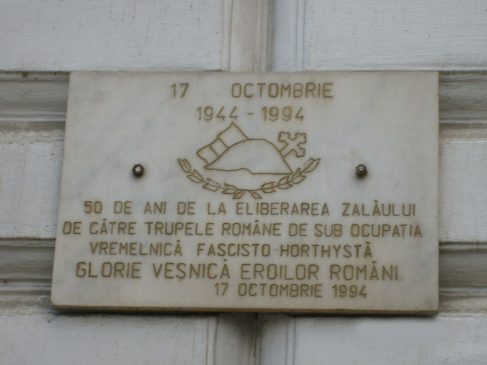 17 OCTOMBRIE
1944 - 1994
50 DE ANI DE LA ELIBERAREA ZALĂULUI
DE CĂTRE TRUPELE ROMÂNE DE SUB OCUPATIA
VREMELNICĂ FASCISTO-HORTHYSTĂ
GLORIE VEȘNICĂ EROILOR ROMÂNI
17 OCTOMBRIE 1994